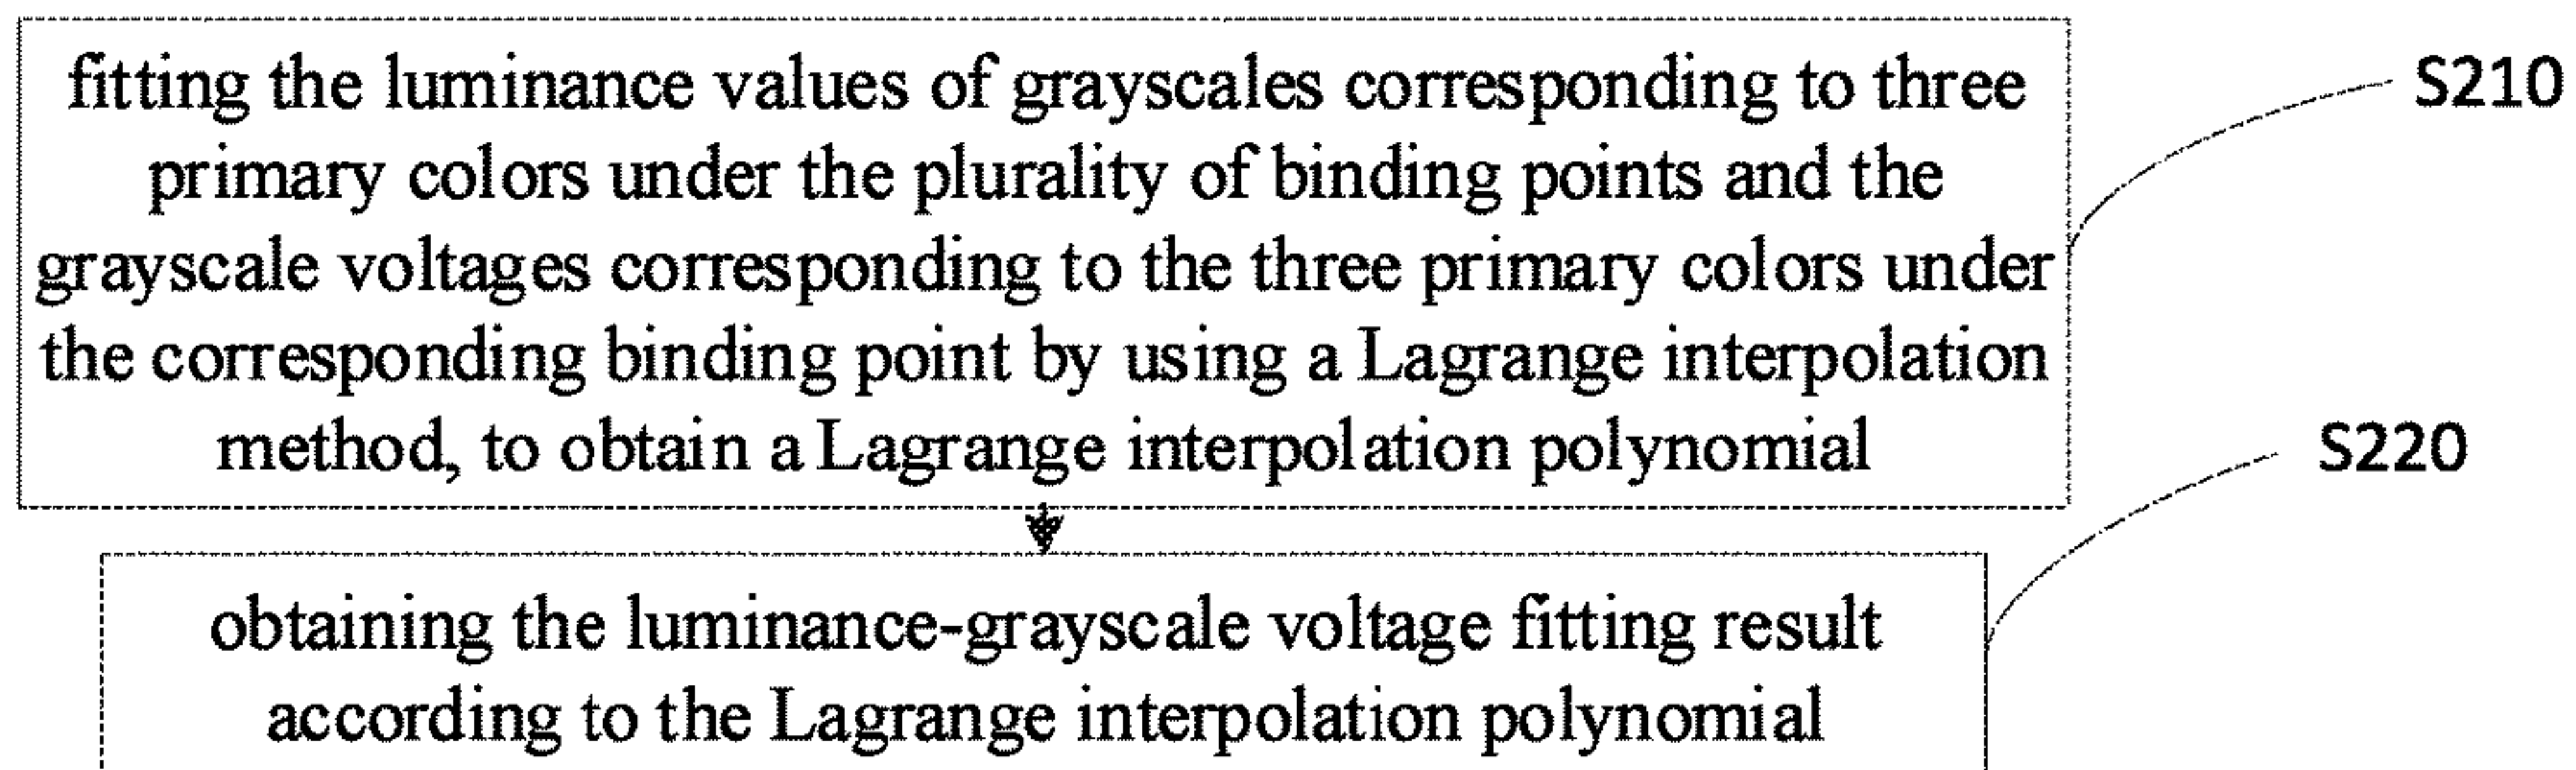 fitting the luminance values of grayscales corresponding to three
S210
primary colors under the plurality of binding points and the
grayscale voltages corresponding to the three primary colors under
the corresponding binding point by using a Lagrange interpolation
method, to obtain a Lagrange interpolation polynomial
S220
obtaining the luminance-grayscale voltage fitting result
according to the Lagrange interpolation polynomial